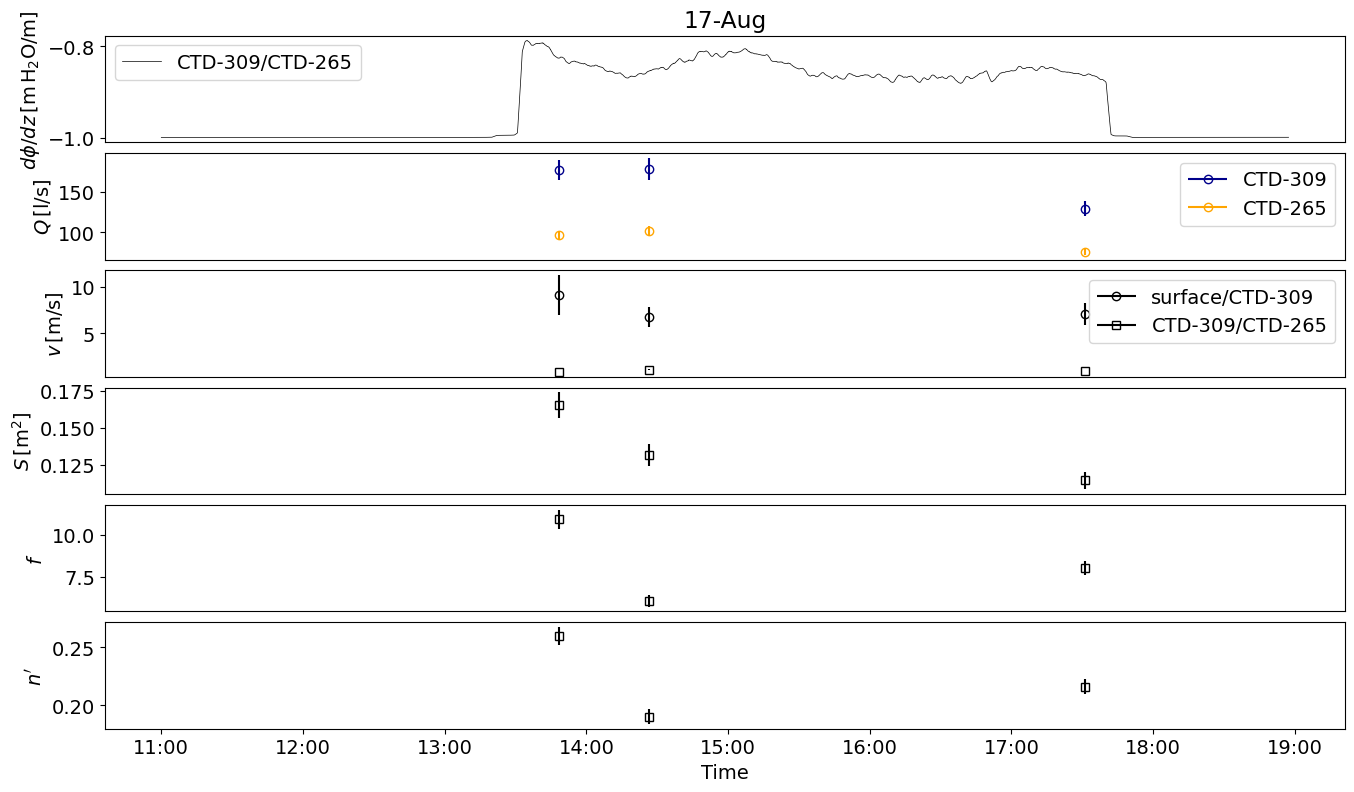 17-Aug
dϕ/dz [m H₂O/m]
−0.8
−1.0
CTD-309/CTD-265
Q [l/s]
150
100
CTD-309
CTD-265
v [m/s]
10
5
surface/CTD-309
CTD-309/CTD-265
S [m²]
0.175
0.150
0.125
f
10.0
7.5
n′
0.25
0.20
11:00 12:00 13:00 14:00 15:00 16:00 17:00 18:00 19:00
Time